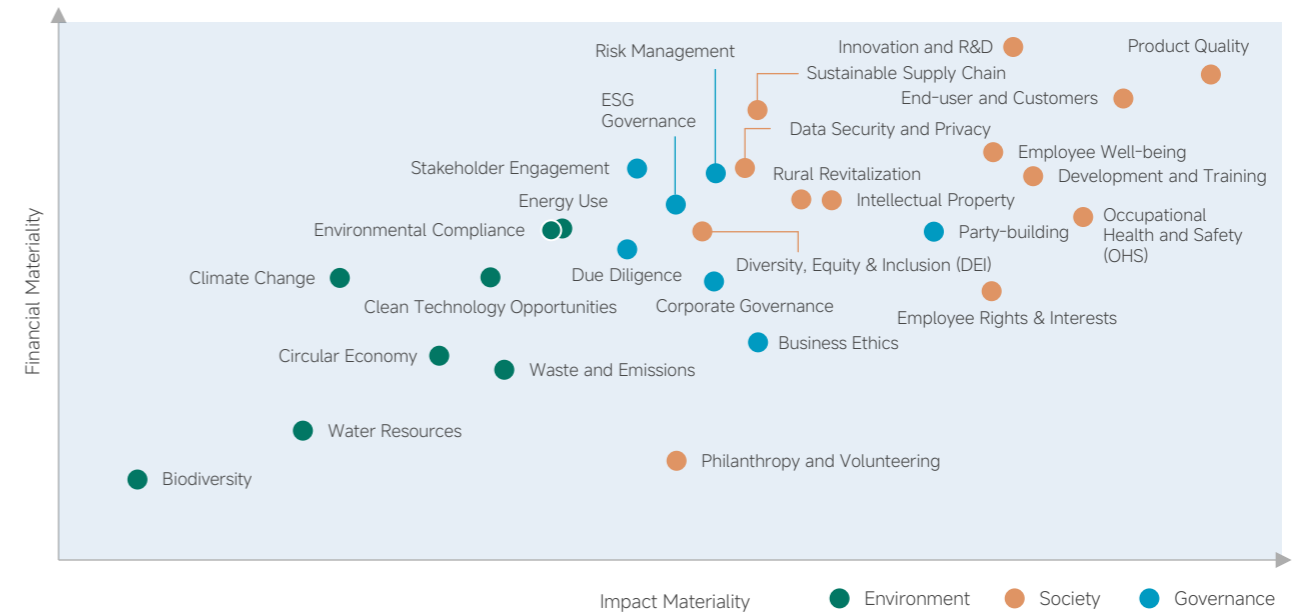 Risk Management
Innovation and R&D
Product Quality
Sustainable Supply Chain
End-user and Customers
ESG
Governance
Data Security and Privacy
Employee Well-being
Stakeholder Engagement
Rural Revitalization
Development and Training
Energy Use
Intellectual Property
Environmental Compliance
Party-building
Occupational
Health and Safety
(OHS)
Due Diligence
Diversity, Equity & Inclusion (DEI)
Climate Change
Clean Technology Opportunities
Corporate Governance
Employee Rights & Interests
Business Ethics
Circular Economy
Waste and Emissions
Water Resources
Philanthropy and Volunteering
Biodiversity
Financial Materiality
Impact Materiality
Environment
Society
Governance